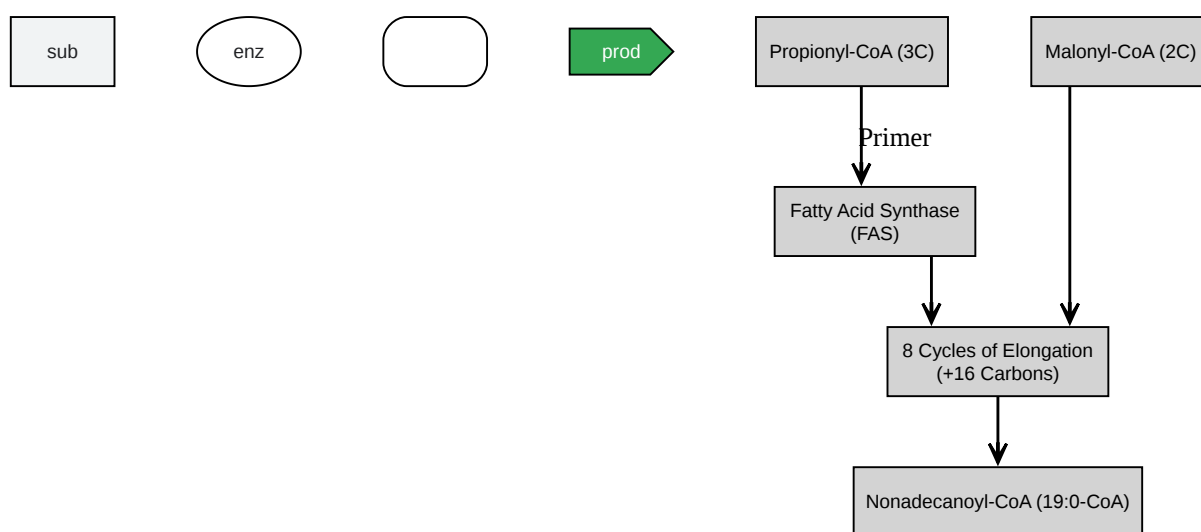 sub
enz
prod
Propionyl-CoA (3C)
Malonyl-CoA (2C)
Primer
Fatty Acid Synthase
(FAS)
8 Cycles of Elongation
(+16 Carbons)
Nonadecanoyl-CoA (19:0-CoA)